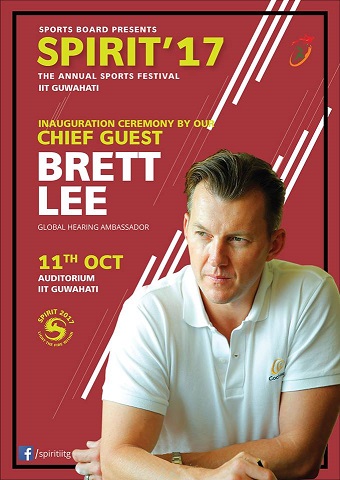 SPORTS BOARD PRESENTS
SPIRIT'17
THE ANNUAL SPORTS FESTIVAL
IIT GUWAHATI
INAUGURATION CEREMONY BY OUR
CHIEF GUEST
BRETT
LEE
GLOBAL HEARING AMBASSADOR
11TH OCT
AUDITORIUM
IIT GUWAHATI
SPIRIT 2017
f /spiritiitg